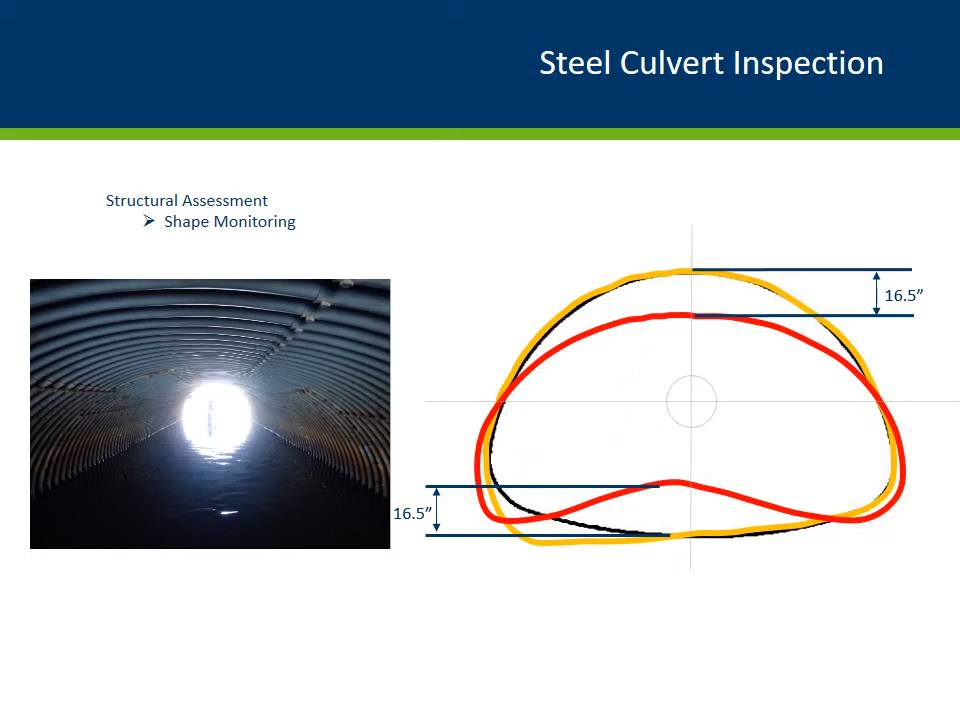 Steel Culvert Inspection
Structural Assessment
➢ Shape Monitoring
16.5”
16.5”